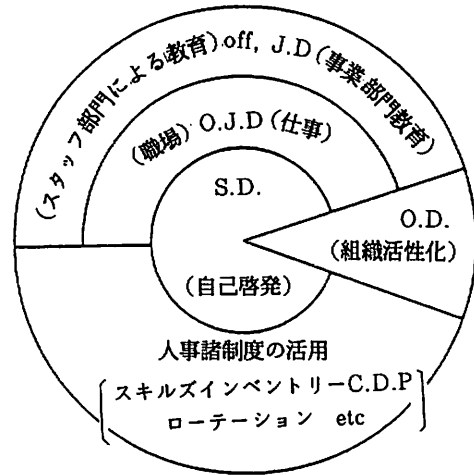 (スタッフ部門による教育) off, J.D (事業部門教育)
(職場) O.J.D (仕事)
S.D.
O.D.
(組織活性化)
(自己啓発)
人事諸制度の活用
スキルズインベントリーC.D.P
ローテーション etc